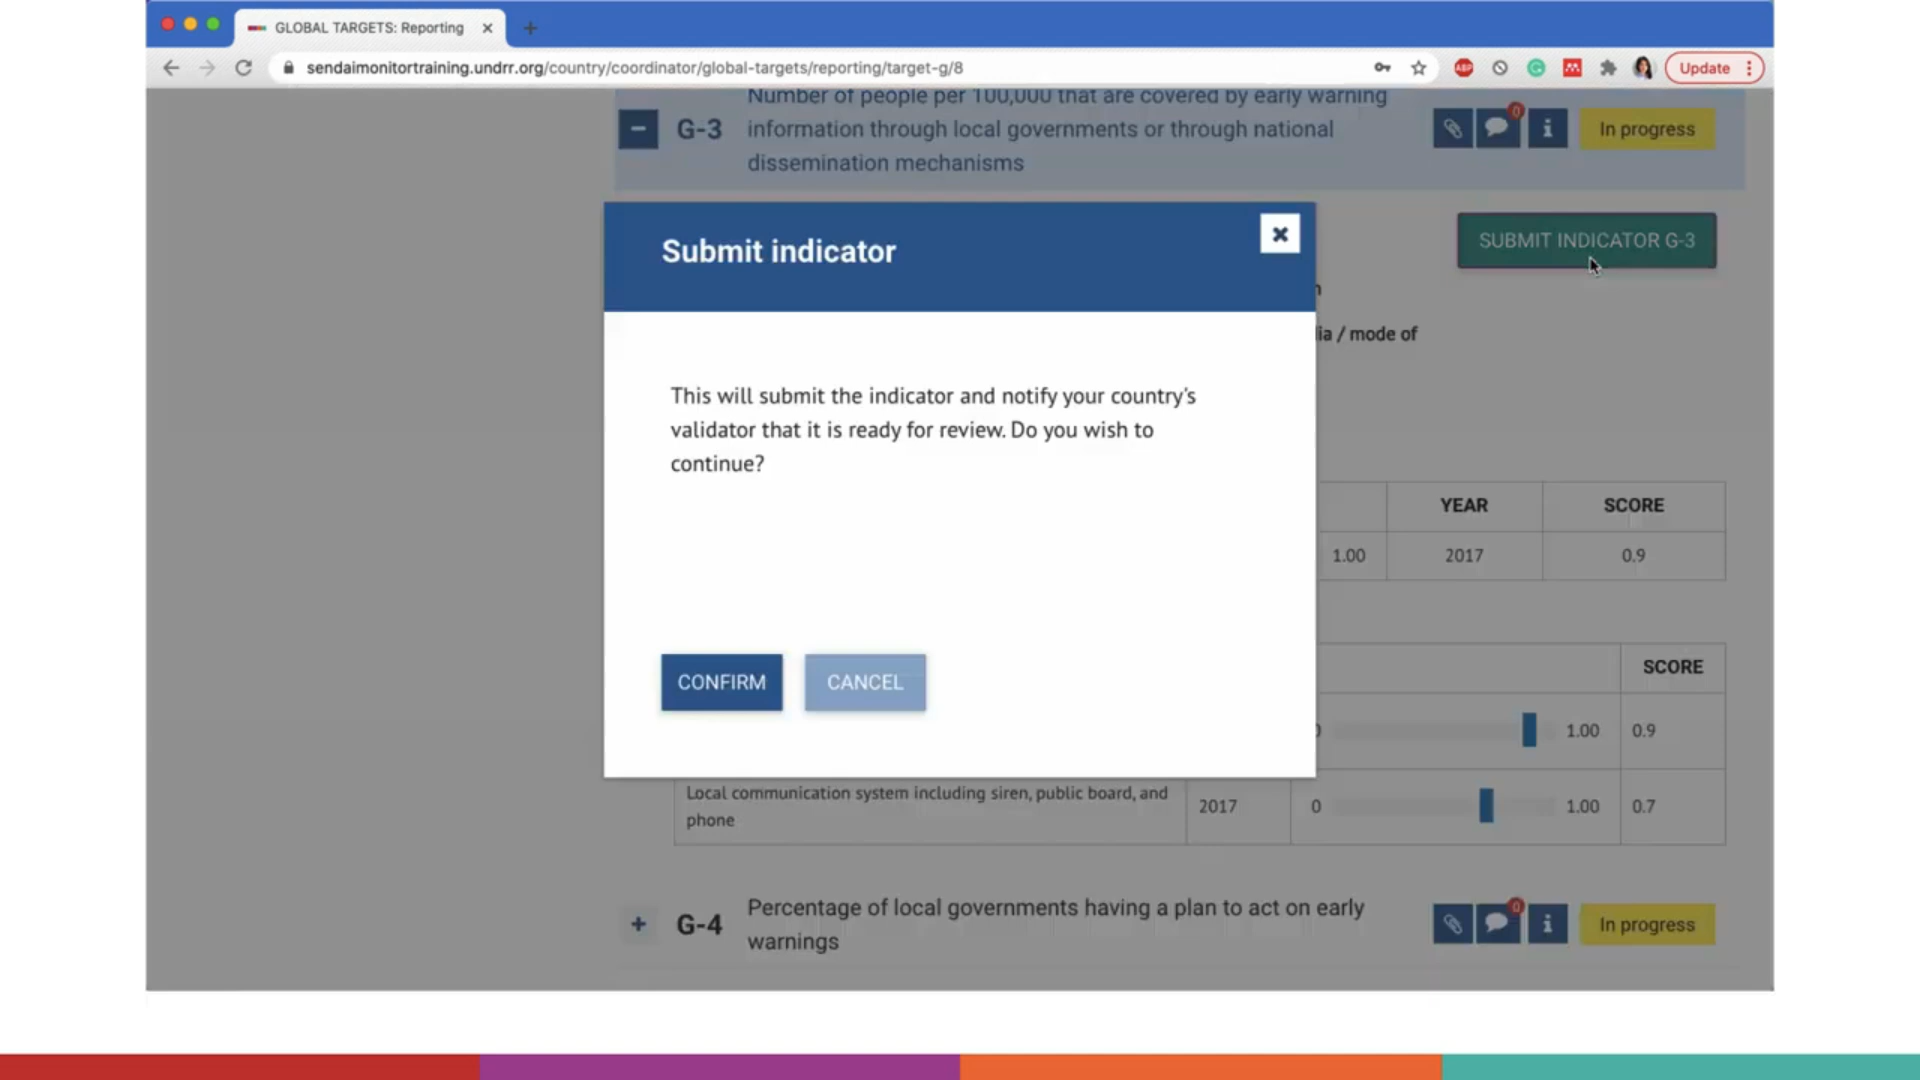 GLOBAL TARGETS: Reporting
sendaimonitortraining.undrr.org/country/coordinator/global-targets/reporting/target-g/8
ABP
Update
G-3
Number of people per 100,000 that are covered by early warning
information through local governments or through national
dissemination mechanisms
0
In progress
SUBMIT INDICATOR G-3
Submit indicator
/ mode of
This will submit the indicator and notify your country's
validator that it is ready for review. Do you wish to
continue?
YEAR
SCORE
1.00
2017
0.9
CONFIRM
CANCEL
SCORE
1.00
0.9
Local communication system including siren, public board, and
phone
2017
0
1.00
0.7
G-4
Percentage of local governments having a plan to act on early
warnings
0
In progress